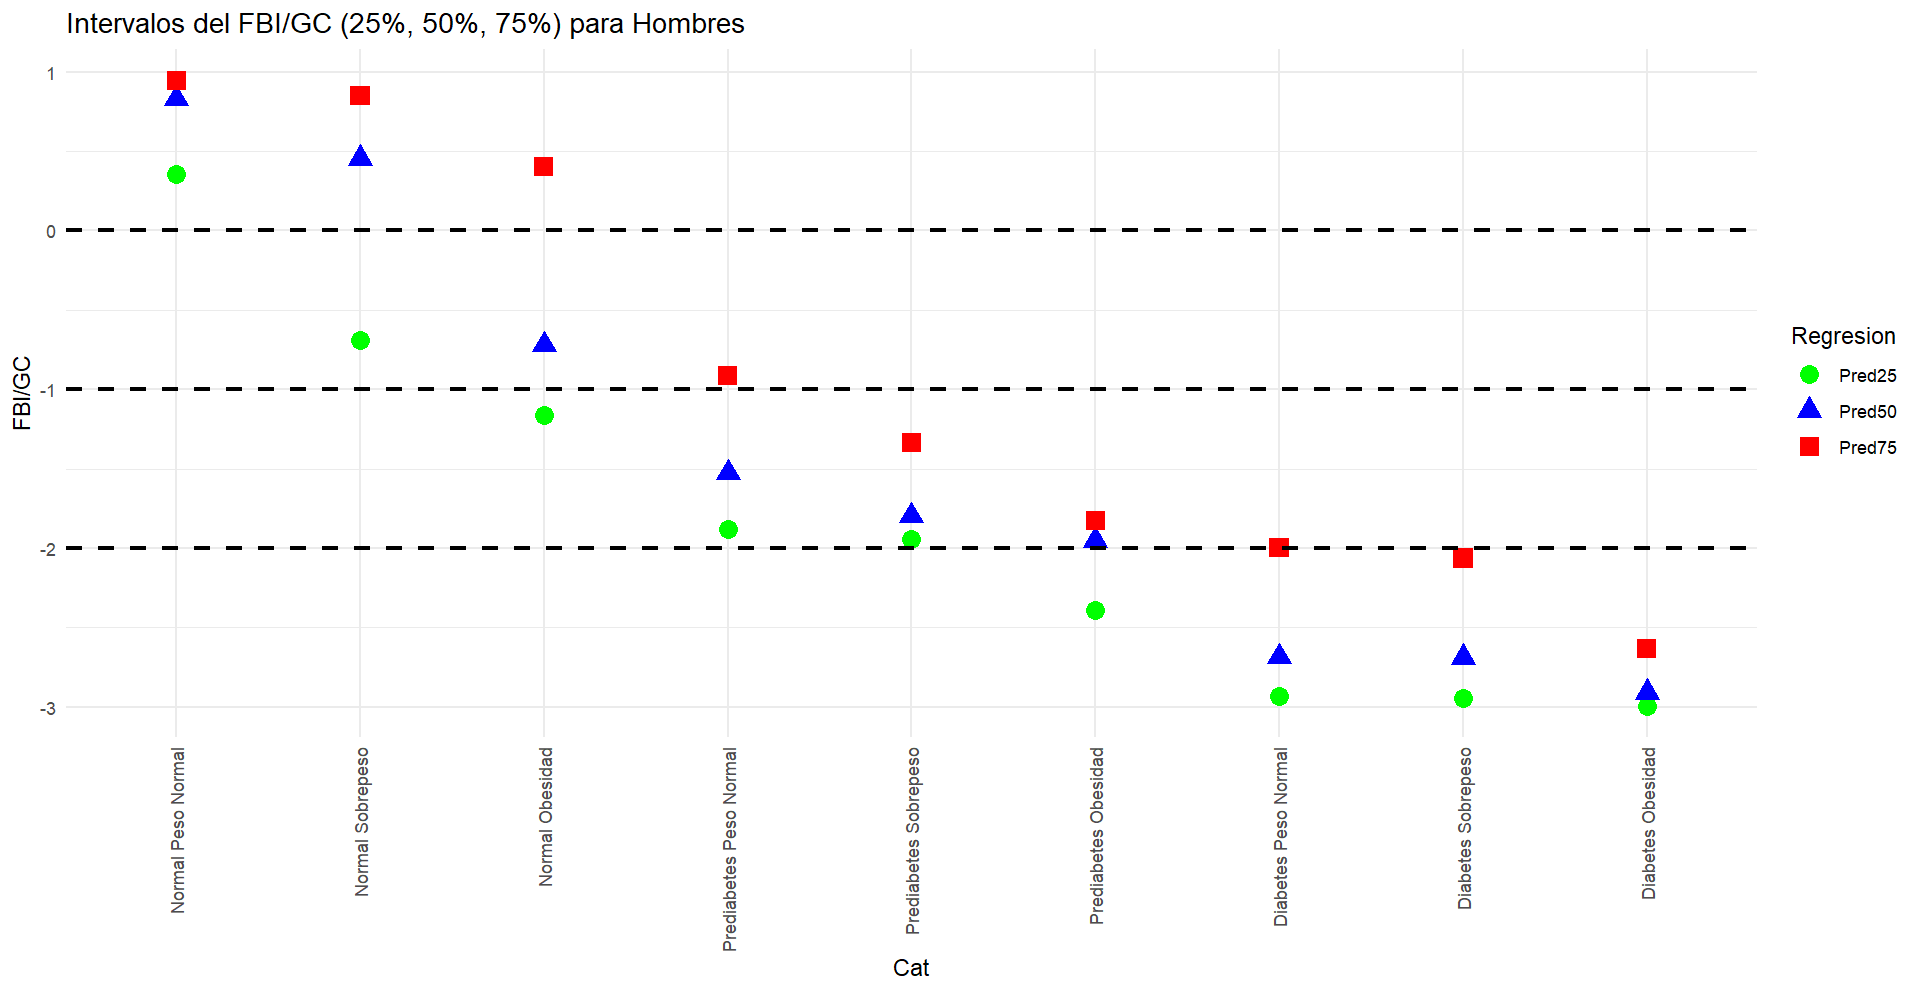 Intervalos del FBI/GC (25%, 50%, 75%) para Hombres
FBI/GC
1
0
-1
-2
-3
Normal Peso Normal
Normal Sobrepeso
Normal Obesidad
Prediabetes Peso Normal
Prediabetes Sobrepeso
Prediabetes Obesidad
Diabetes Peso Normal
Diabetes Sobrepeso
Diabetes Obesidad
Cat
Regresion
Pred25
Pred50
Pred75